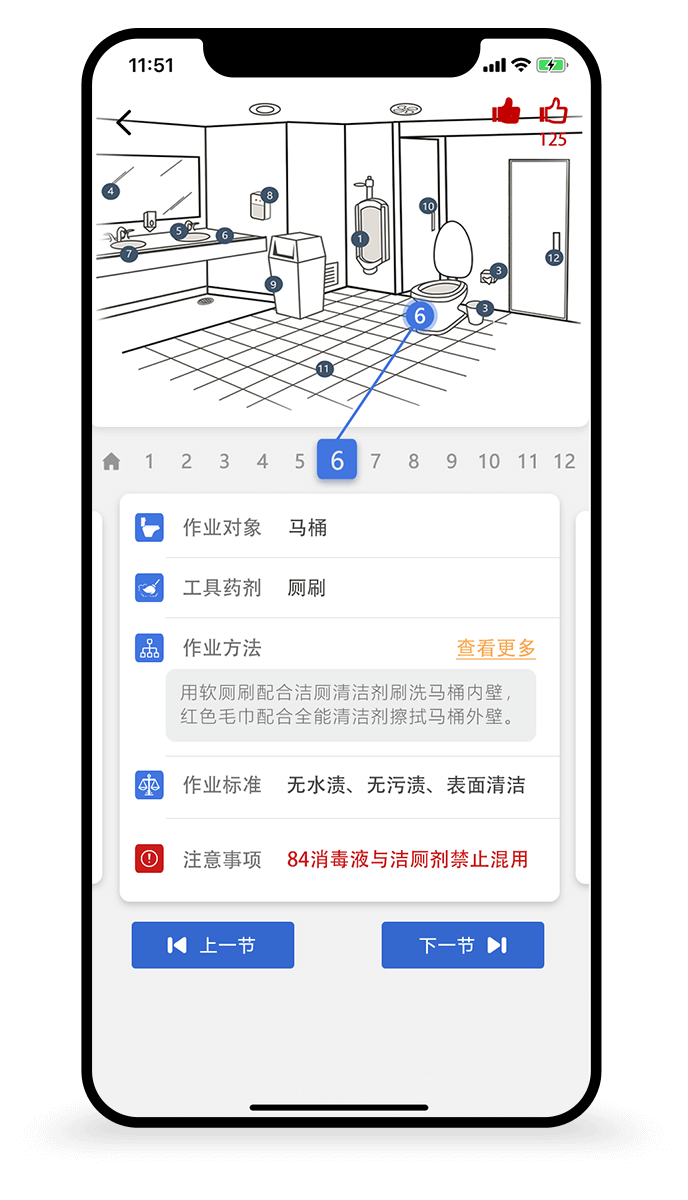 11:51
125
4
8
10
5
6
1
7
12
3
9
3
6
11
1 2 3 4 5 6 7 8 9 10 11 12
作业对象 马桶
工具药剂 厕刷
作业方法 查看更多
用软厕刷配合洁厕清洁剂刷洗马桶内壁，
红色毛巾配合全能清洁剂擦拭马桶外壁。
作业标准 无水渍、无污渍、表面清洁
注意事项 84消毒液与洁厕剂禁止混用
上一节 下一节